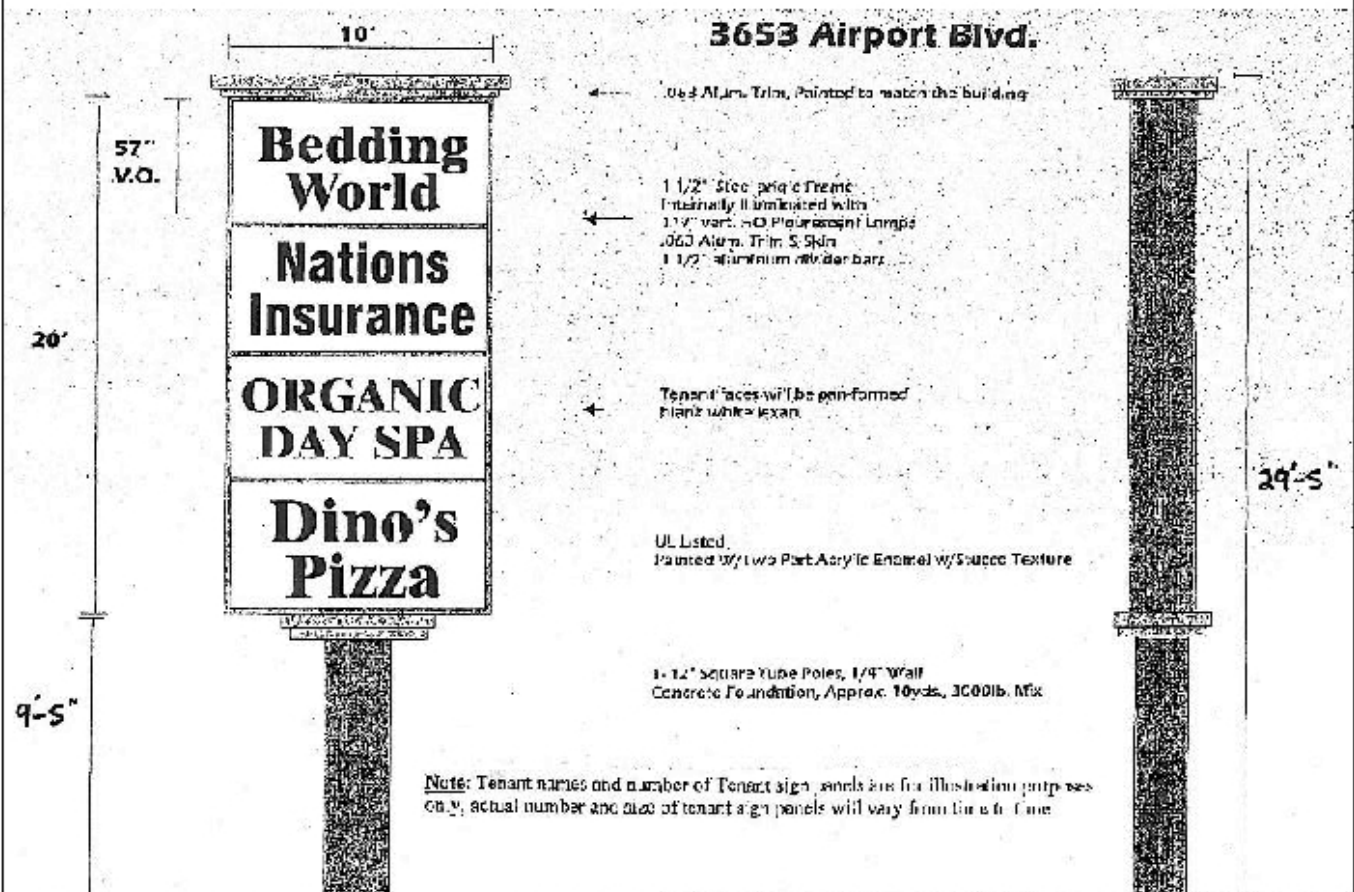 3653 Airport Blvd.
10'
.063 Alum. Trim, Painted to match the building
57"
V.O.
Bedding
World
1 1/2" Steel angle Frame
Internally Illuminated with
vert. HO Flourescent Lamps
.063 Alum. Trim & Skin
1 1/2" aluminum divider bars
Nations
Insurance
20'
ORGANIC
DAY SPA
Tenant faces will be pan-formed
blank white lexan
29'-5"
Dino's
Pizza
UL Listed
Painted W/Two Part Acrylic Enamel w/Stucco Texture
9'-5"
1- 12" Square Tube Poles, 1/4" Wall
Concrete Foundation, Approx. 10yds., 3000lb. Mix
Note: Tenant names and number of Tenant sign panels are for illustration purposes
only, actual number and size of tenant sign panels will vary from time to time